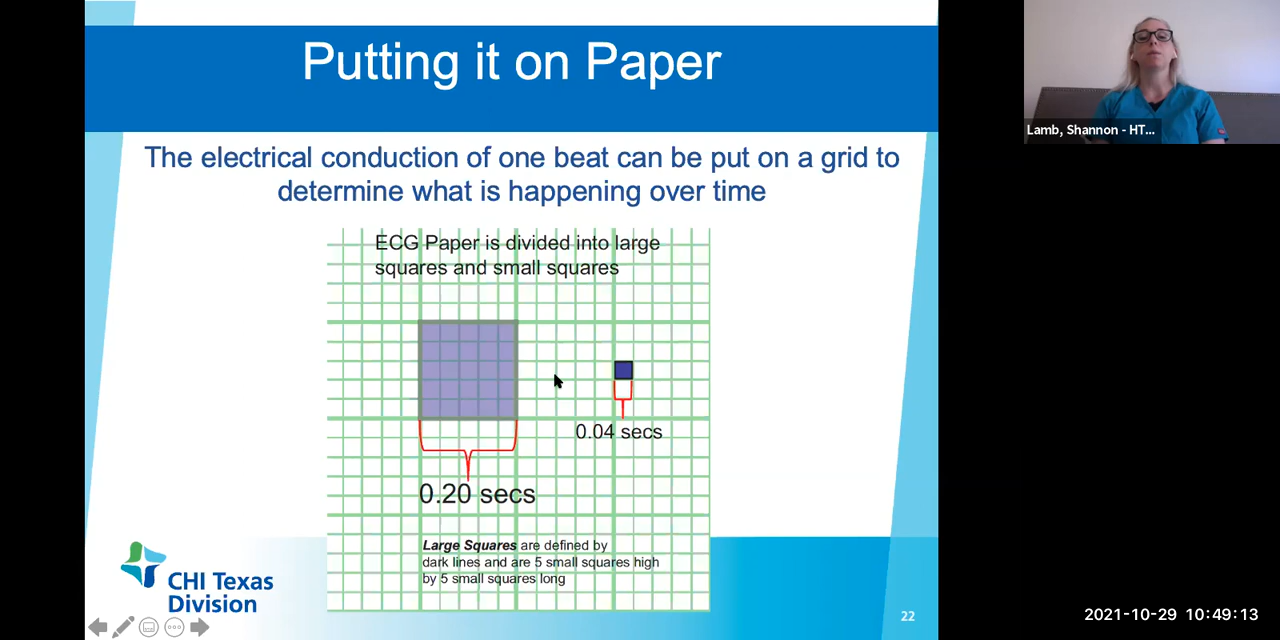 Putting it on Paper
The electrical conduction of one beat can be put on a grid to
determine what is happening over time
ECG Paper is divided into large
squares and small squares
0.04 secs
0.20 secs
Large Squares are defined by
dark lines and are 5 small squares high
by 5 small squares long
CHI Texas
Division
22
Lamb, Shannon - HT...
2021-10-29 10:49:13